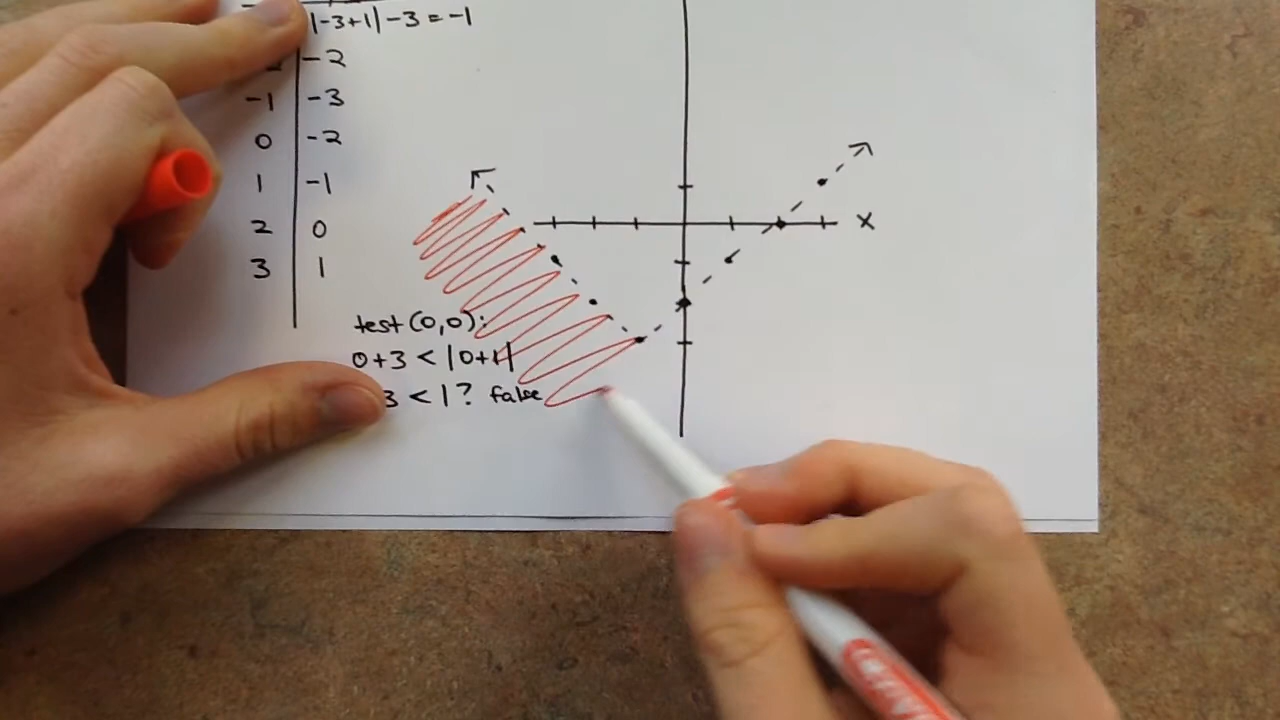 |-3+1|-3=-1
-2
-1 -3
0 -2
1 -1
2 0
3 1
x
test (0,0):
0+3 < |0+1|
3 < 1? false